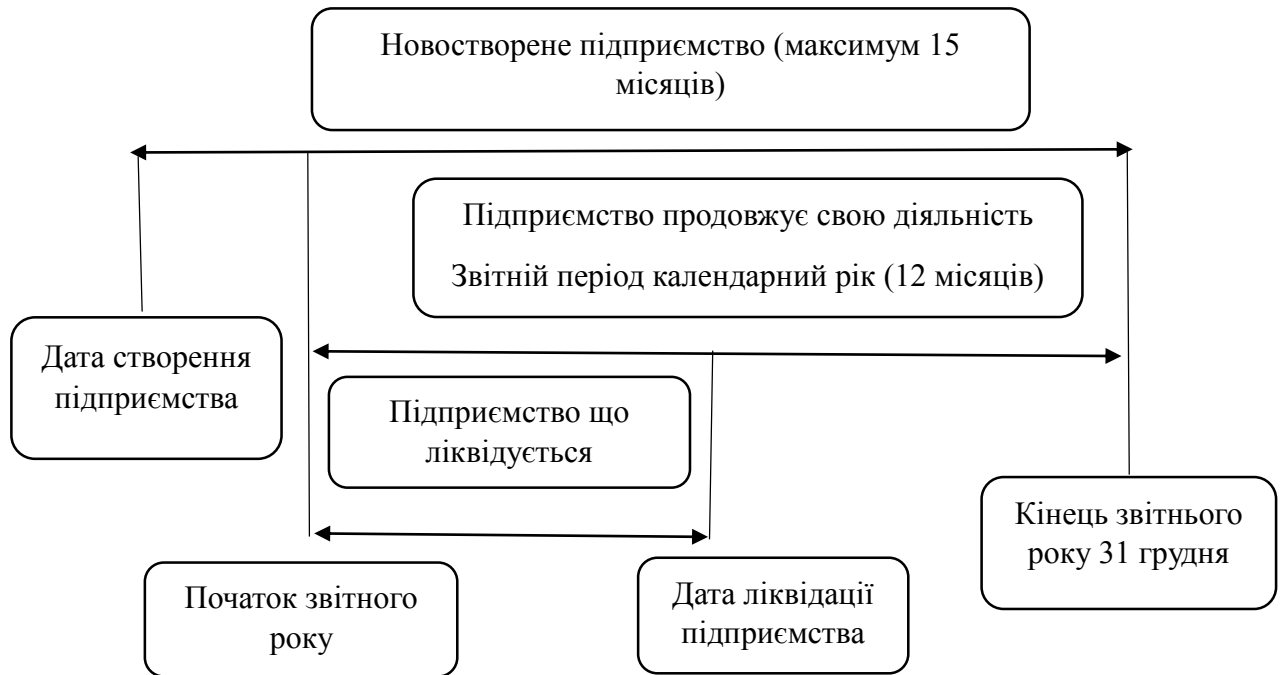 Новостворене підприємство (максимум 15
місяців)
Підприємство продовжує свою діяльність
Звітній період календарний рік (12 місяців)
Дата створення
підприємства
Підприємство що
ліквідується
Кінець звітнього
року 31 грудня
Початок звітного
року
Дата ліквідації
підприємства